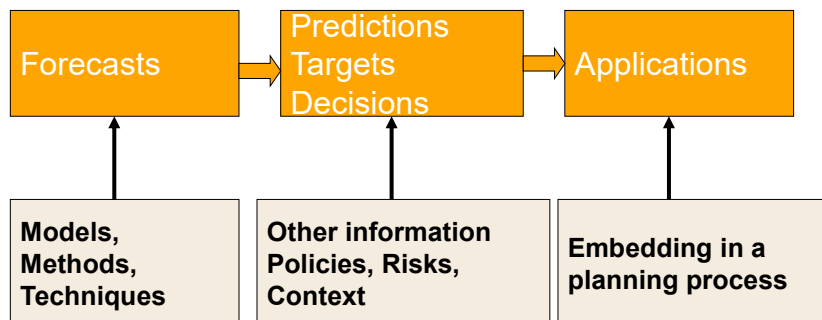 Forecasts
Predictions
Targets
Decisions
Applications
Models,
Methods,
Techniques
Other information
Policies, Risks,
Context
Embedding in a
planning process